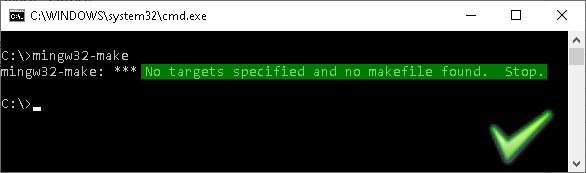 C:\WINDOWS\system32\cmd.exe
C:\>mingw32-make
mingw32-make: *** No targets specified and no makefile found.  Stop.
C:\>